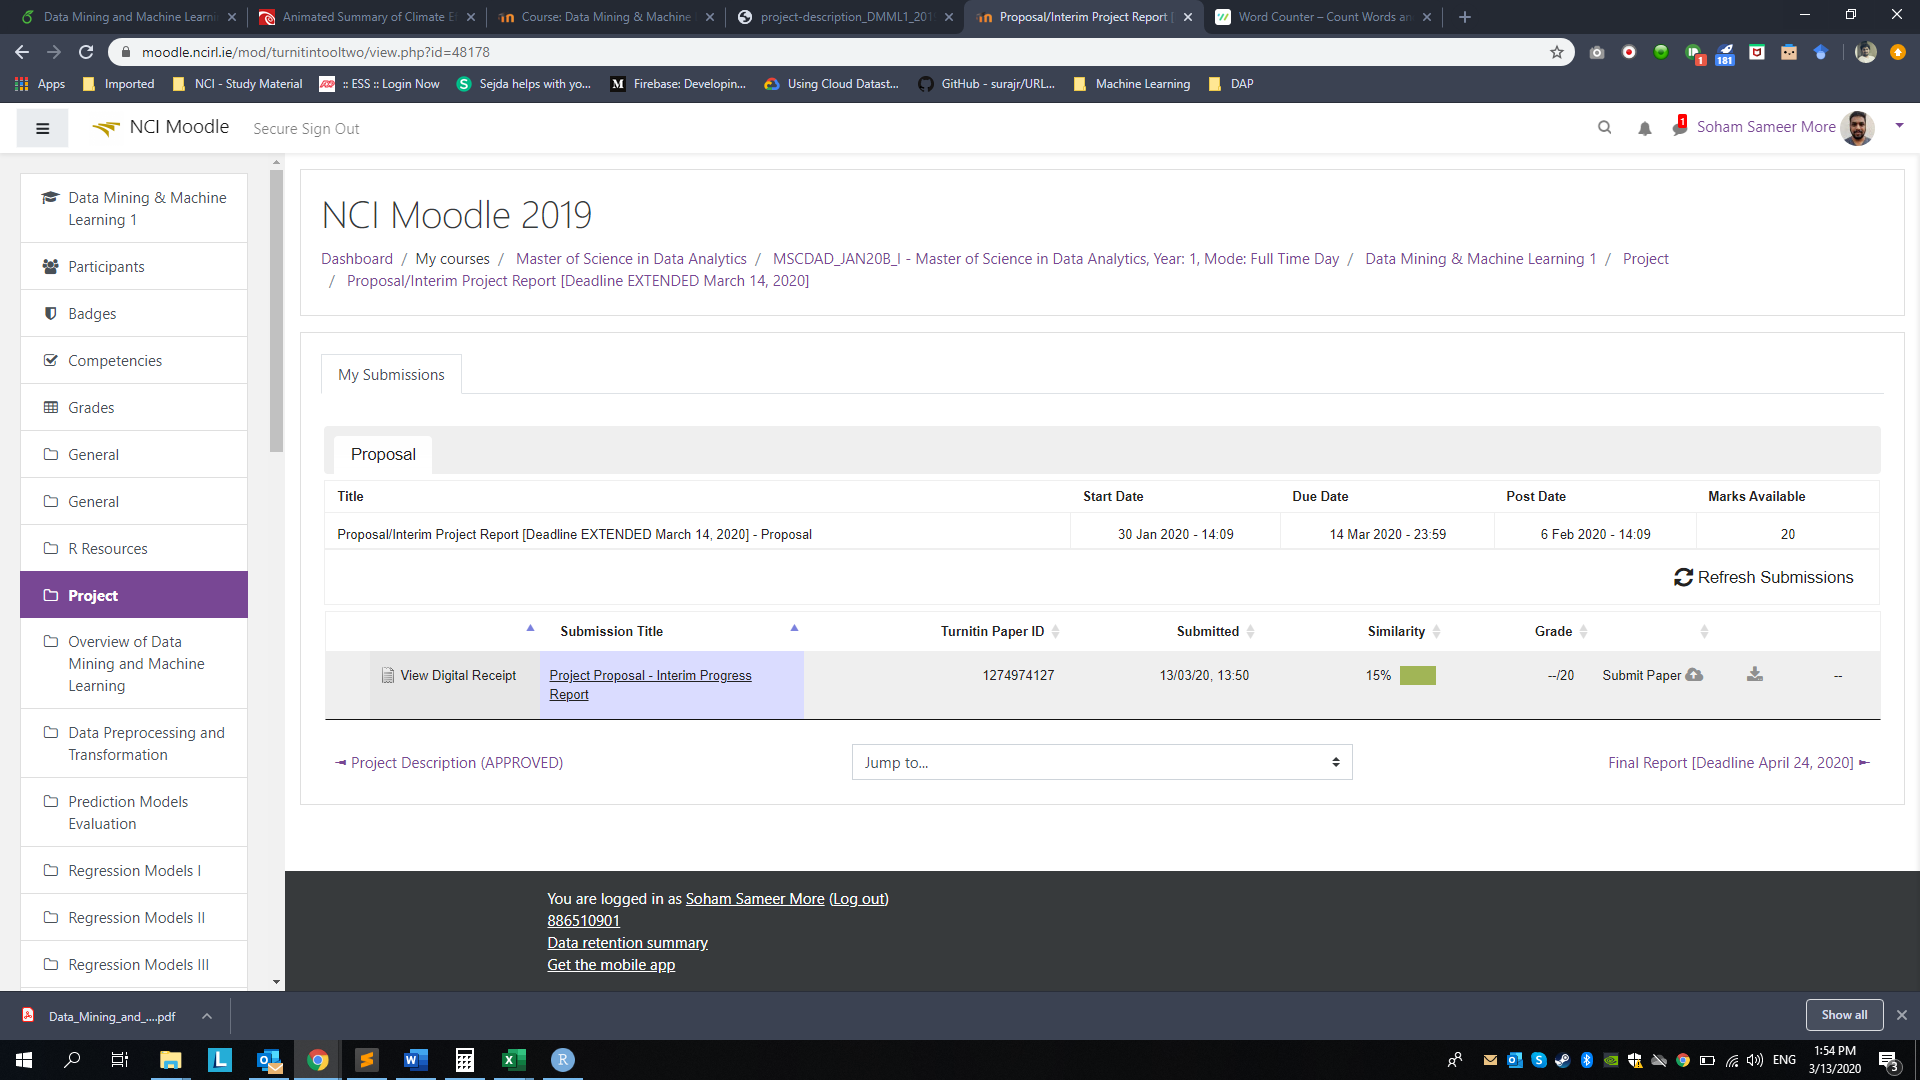 Data Mining and Machine Learni
Animated Summary of Climate E
Course: Data Mining & Machine
project-description_DMML1_201
Proposal/Interim Project Report [
Word Counter – Count Words an
moodle.ncirl.ie/mod/turnitintooltwo/view.php?id=48178
1
181
Apps
Imported
NCI - Study Material
:: ESS :: Login Now
Sejda helps with yo...
Firebase: Developin...
Using Cloud Datast...
GitHub - surajr/URL...
Machine Learning
DAP
NCI Moodle
Secure Sign Out
1
Soham Sameer More
Data Mining & Machine
Learning 1
Participants
Badges
Competencies
Grades
General
General
R Resources
Project
Overview of Data
Mining and Machine
Learning
Data Preprocessing and
Transformation
Prediction Models
Evaluation
Regression Models I
Regression Models II
Regression Models III
NCI Moodle 2019
Dashboard / My courses / Master of Science in Data Analytics / MSCDAD_JAN20B_I - Master of Science in Data Analytics, Year: 1, Mode: Full Time Day / Data Mining & Machine Learning 1 / Project
/ Proposal/Interim Project Report [Deadline EXTENDED March 14, 2020]
My Submissions
Proposal
Title Start Date Due Date Post Date Marks Available
Proposal/Interim Project Report [Deadline EXTENDED March 14, 2020] - Proposal 30 Jan 2020 - 14:09 14 Mar 2020 - 23:59 6 Feb 2020 - 14:09 20
Refresh Submissions
Submission Title Turnitin Paper ID Submitted Similarity Grade
View Digital Receipt Project Proposal - Interim Progress 1274974127 13/03/20, 13:50 15% --/20 Submit Paper --
Report
Project Description (APPROVED)
Jump to...
Final Report [Deadline April 24, 2020]
You are logged in as Soham Sameer More (Log out)
886510901
Data retention summary
Get the mobile app
Data_Mining_and_....pdf
Show all
ENG
1:54 PM
3/13/2020
3